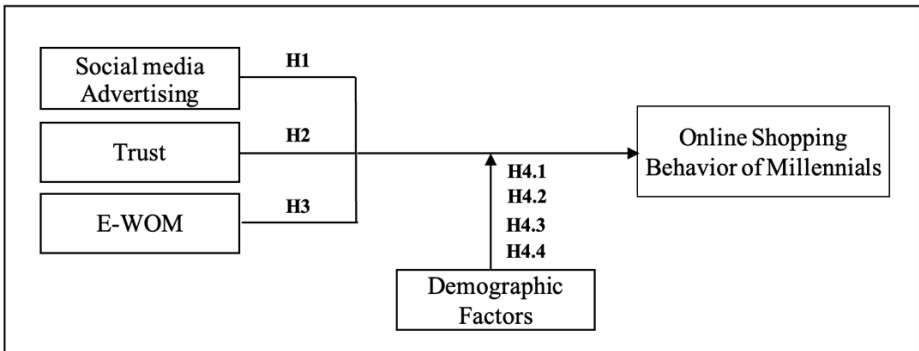 Social media
Advertising
H1
Trust
H2
E-WOM
H3
Online Shopping
Behavior of Millennials
H4.1
H4.2
H4.3
H4.4
Demographic
Factors